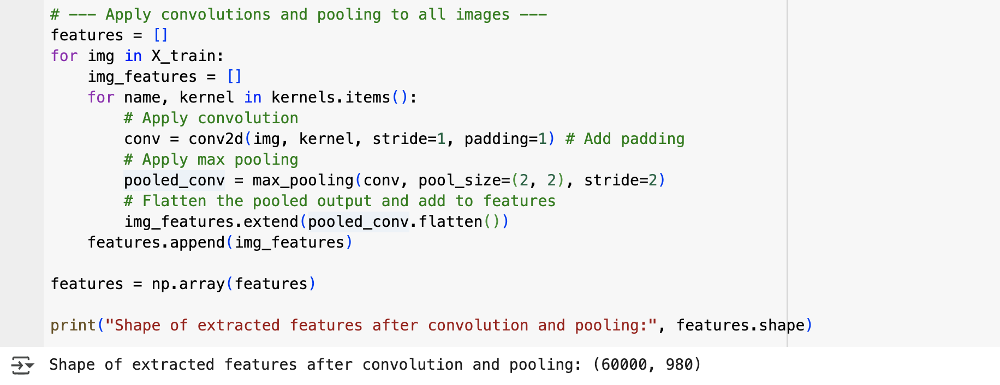 # --- Apply convolutions and pooling to all images ---
features = []
for img in X_train:
    img_features = []
    for name, kernel in kernels.items():
        # Apply convolution
        conv = conv2d(img, kernel, stride=1, padding=1) # Add padding
        # Apply max pooling
        pooled_conv = max_pooling(conv, pool_size=(2, 2), stride=2)
        # Flatten the pooled output and add to features
        img_features.extend(pooled_conv.flatten())
    features.append(img_features)

features = np.array(features)

print("Shape of extracted features after convolution and pooling:", features.shape)
Shape of extracted features after convolution and pooling: (60000, 980)